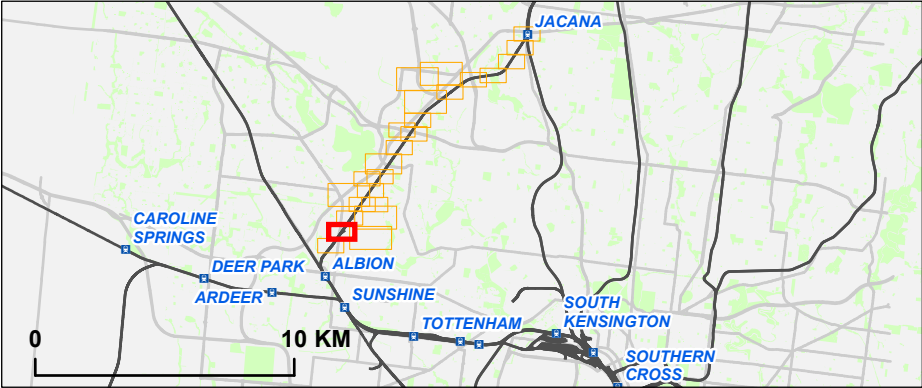 JACANA
CAROLINE
SPRINGS
DEER PARK
ALBION
ARDEER
SUNSHINE
SOUTH
KENSINGTON
TOTTENHAM
0
10 KM
SOUTHERN
CROSS